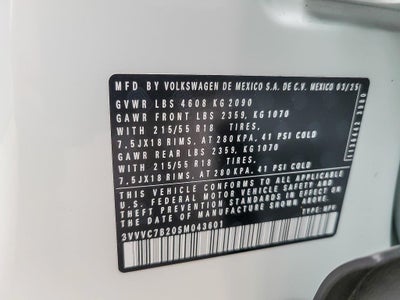 MFD BY VOLKSWAGEN DE MEXICO S.A. DE C.V. MEXICO 03/25
GVWR LBS 4608 KG 2090
GAWR FRONT LBS 2359, KG 1070
WITH 215/55 R18 TIRES,
7.5JX18 RIMS, AT 280 KPA, 41 PSI COLD
GAWR REAR LBS 2359, KG 1070
WITH 215/55 R18 TIRES,
7.5JX18 RIMS, AT 280 KPA, 41 PSI COLD
THIS VEHICLE CONFORMS TO ALL APPLICABLE
U.S. FEDERAL MOTOR VEHICLE SAFETY AND
THEFT PREVENTION STANDARDS IN EFFECT ON
THE DATE OF MANUFACTURE SHOWN ABOVE.
3VVVC7B20SM043601 TYPE: MPV